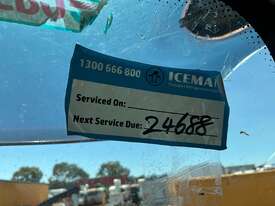 1300 666 800 ICEMA
Serviced On:
Next Service Due: 24688